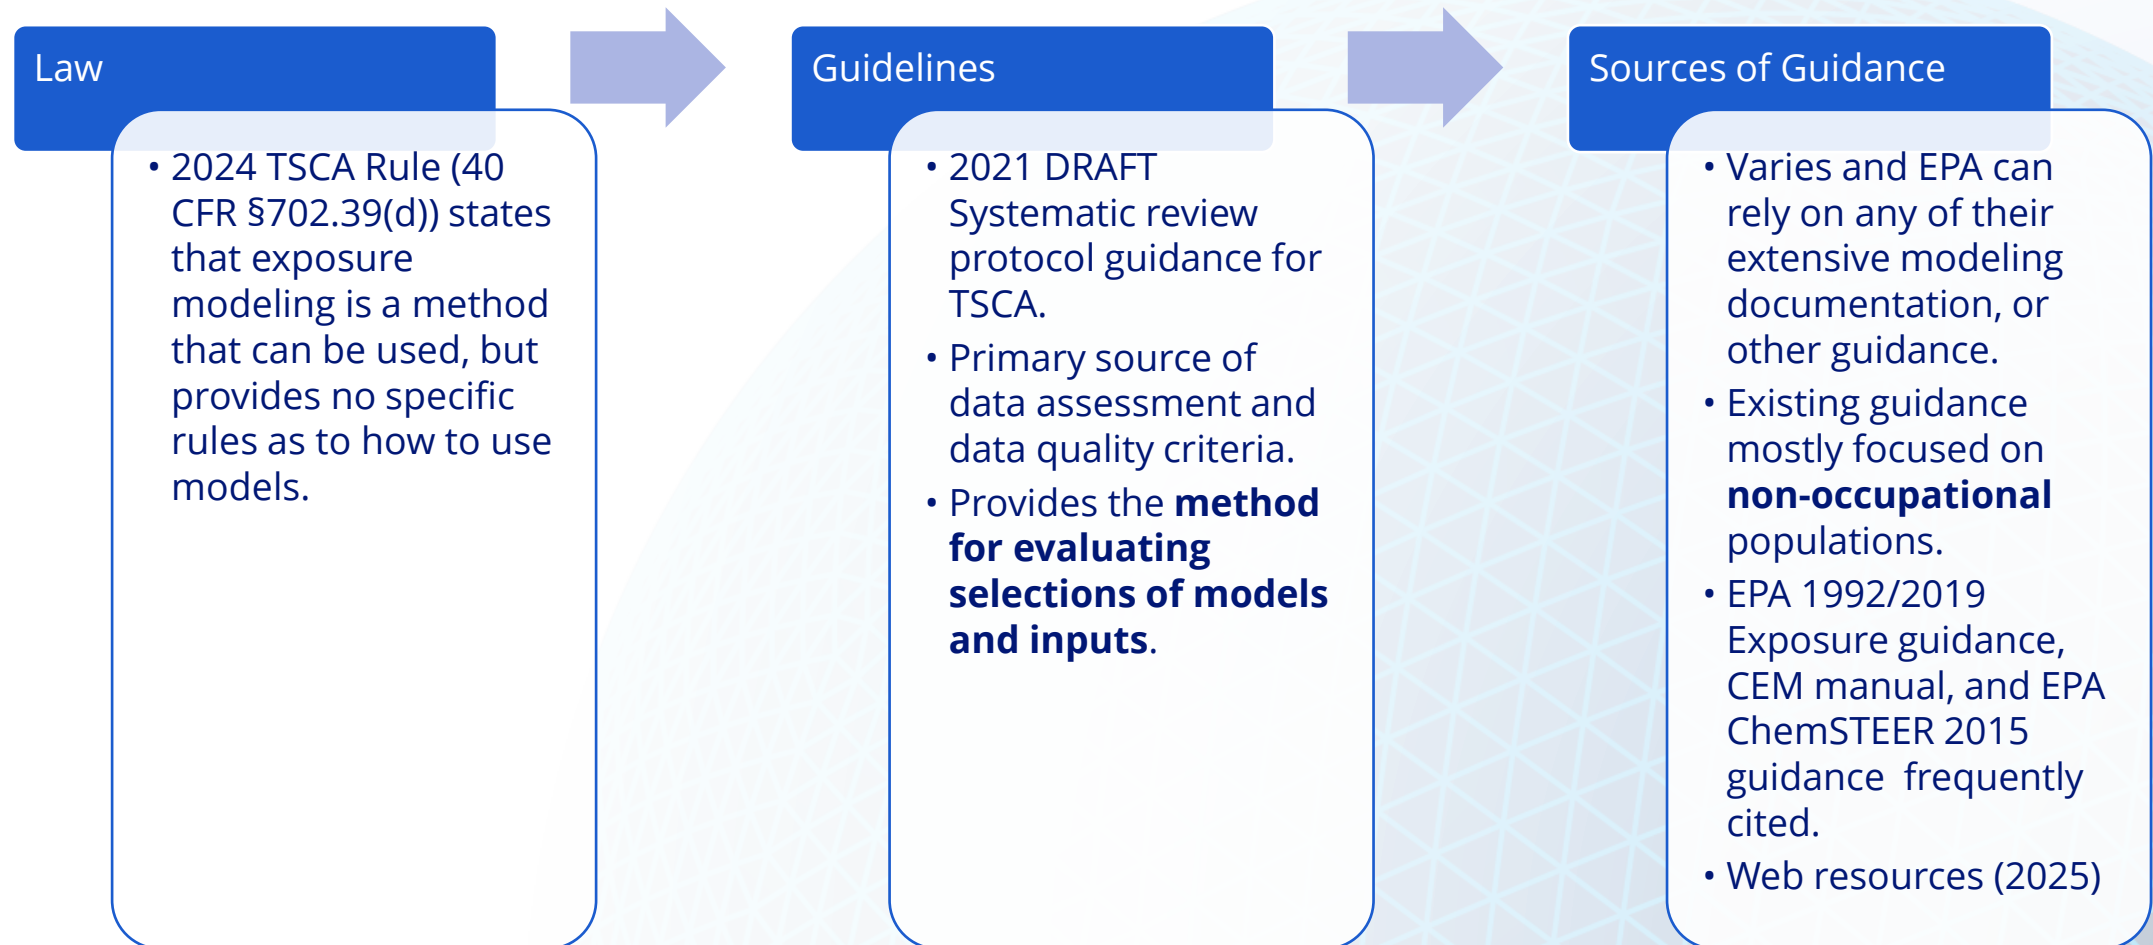 Law
• 2024 TSCA Rule (40
CFR §702.39(d)) states
that exposure
modeling is a method
that can be used, but
provides no specific
rules as to how to use
models.
Guidelines
• 2021 DRAFT
Systematic review
protocol guidance for
TSCA.
• Primary source of
data assessment and
data quality criteria.
• Provides the method
for evaluating
selections of models
and inputs.
Sources of Guidance
• Varies and EPA can
rely on any of their
extensive modeling
documentation, or
other guidance.
• Existing guidance
mostly focused on
non-occupational
populations.
• EPA 1992/2019
Exposure guidance,
CEM manual, and EPA
ChemSTEER 2015
guidance  frequently
cited.
• Web resources (2025)